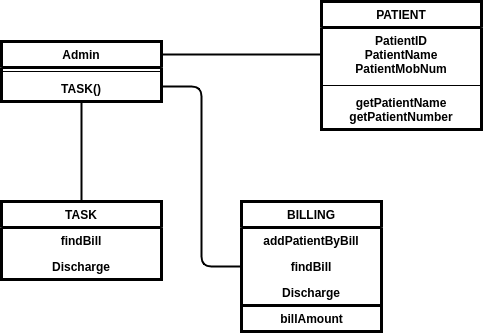 PATIENT
PatientID
PatientName
PatientMobNum
getPatientName
getPatientNumber
Admin
TASK()
TASK
findBill
Discharge
BILLING
addPatientByBill
findBill
Discharge
billAmount